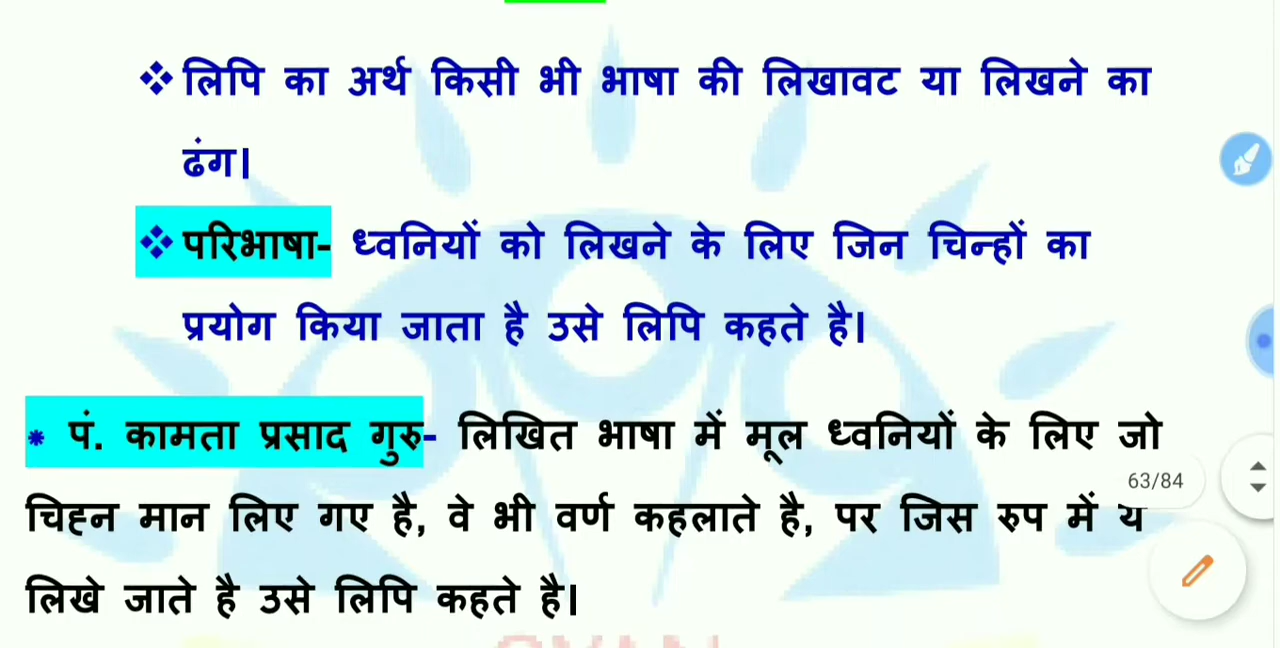 ❖ लिपि का अर्थ किसी भी भाषा की लिखावट या लिखने का
ढंग।
❖ परिभाषा- ध्वनियों को लिखने के लिए जिन चिन्हों का
प्रयोग किया जाता है उसे लिपि कहते है।
* पं. कामता प्रसाद गुरु- लिखित भाषा में मूल ध्वनियों के लिए जो
63/84
चिह्न मान लिए गए है, वे भी वर्ण कहलाते है, पर जिस रुप में
लिखे जाते है उसे लिपि कहते है।